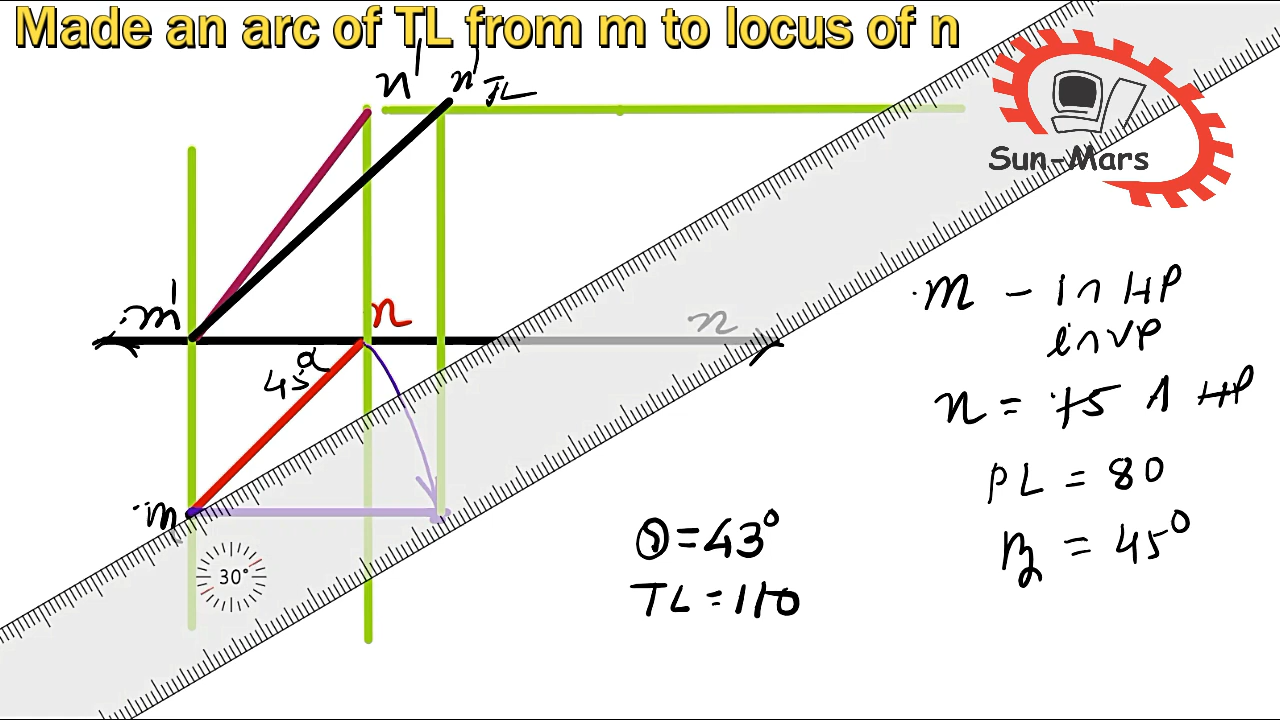 Made an arc of TL from m to locus of n
n'
n' TL
Sun-Mars
m'
n
n
m - in HP
in VP
45°
α
n = 75 ↑ HP
PL = 80
m
θ = 43°
β = 45°
30°
TL = 110